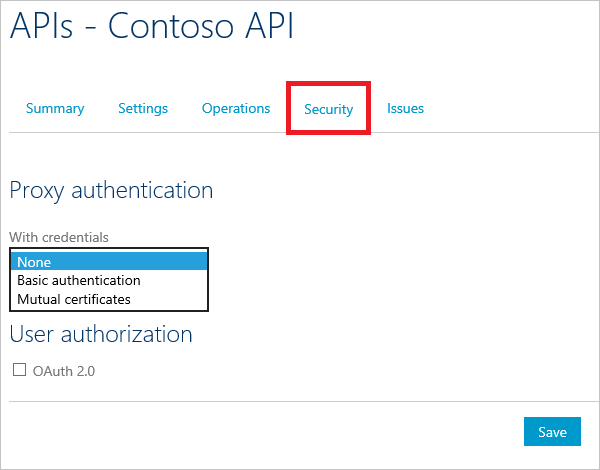 APIs - Contoso API
Summary Settings Operations Security Issues
Proxy authentication
With credentials
None
Basic authentication
Mutual certificates
User authorization
OAuth 2.0
Save